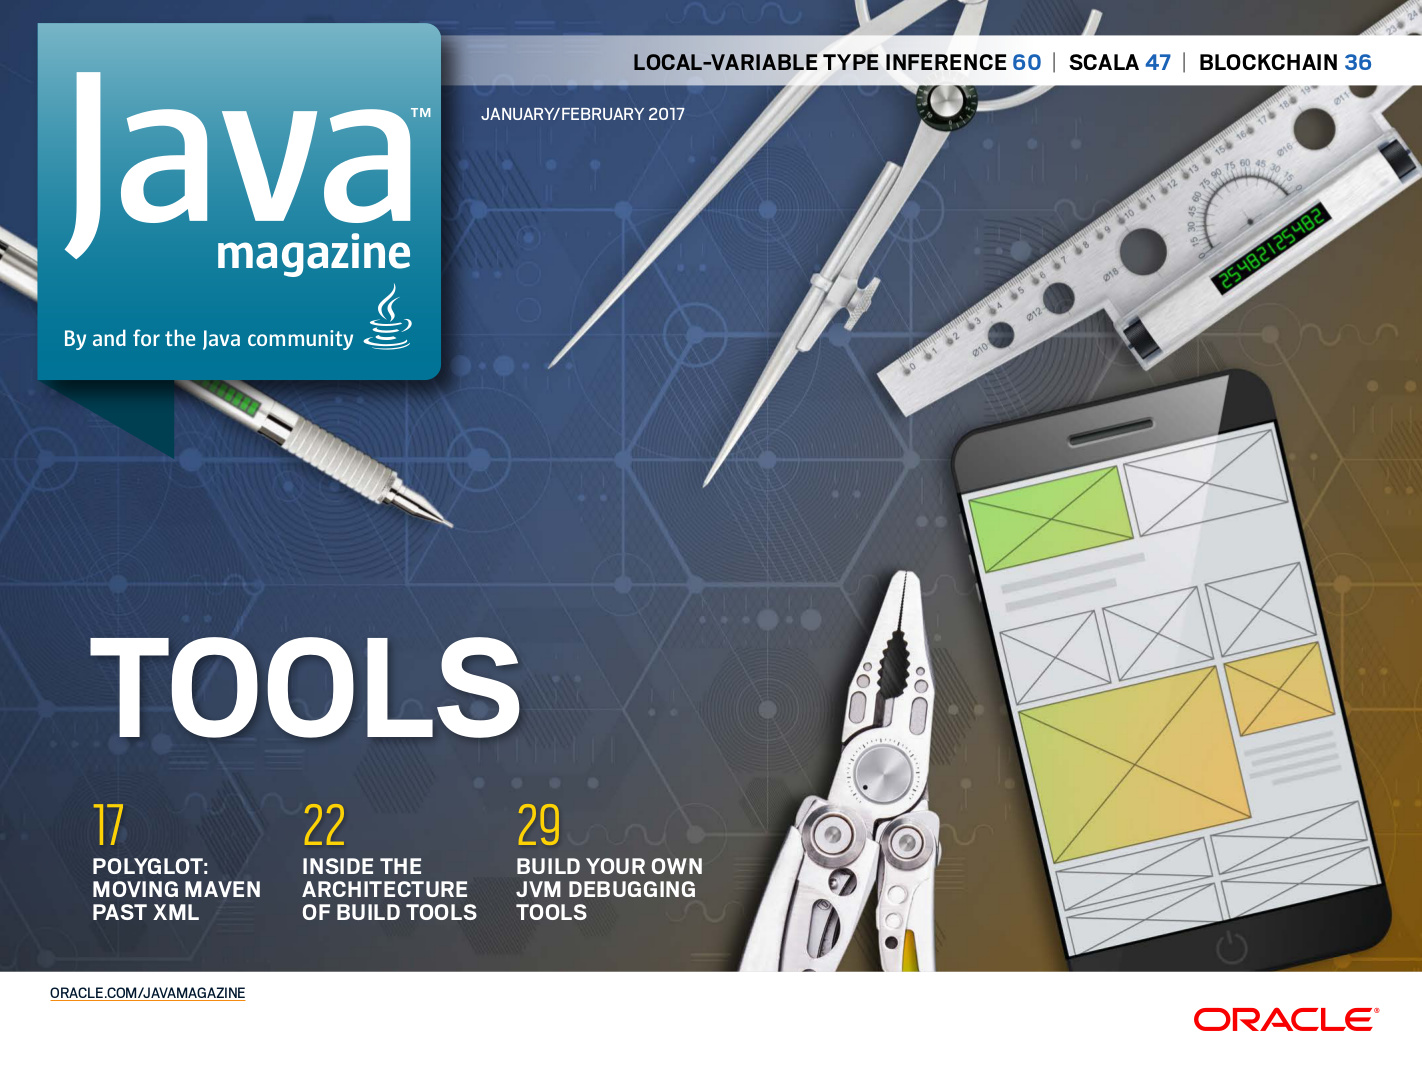 LOCAL-VARIABLE TYPE INFERENCE 60 | SCALA 47 | BLOCKCHAIN 36
JANUARY/FEBRUARY 2017
Java™
magazine
By and for the Java community
25482125482
TOOLS
17
POLYGLOT:
MOVING MAVEN
PAST XML
22
INSIDE THE
ARCHITECTURE
OF BUILD TOOLS
29
BUILD YOUR OWN
JVM DEBUGGING
TOOLS
ORACLE.COM/JAVAMAGAZINE
ORACLE®